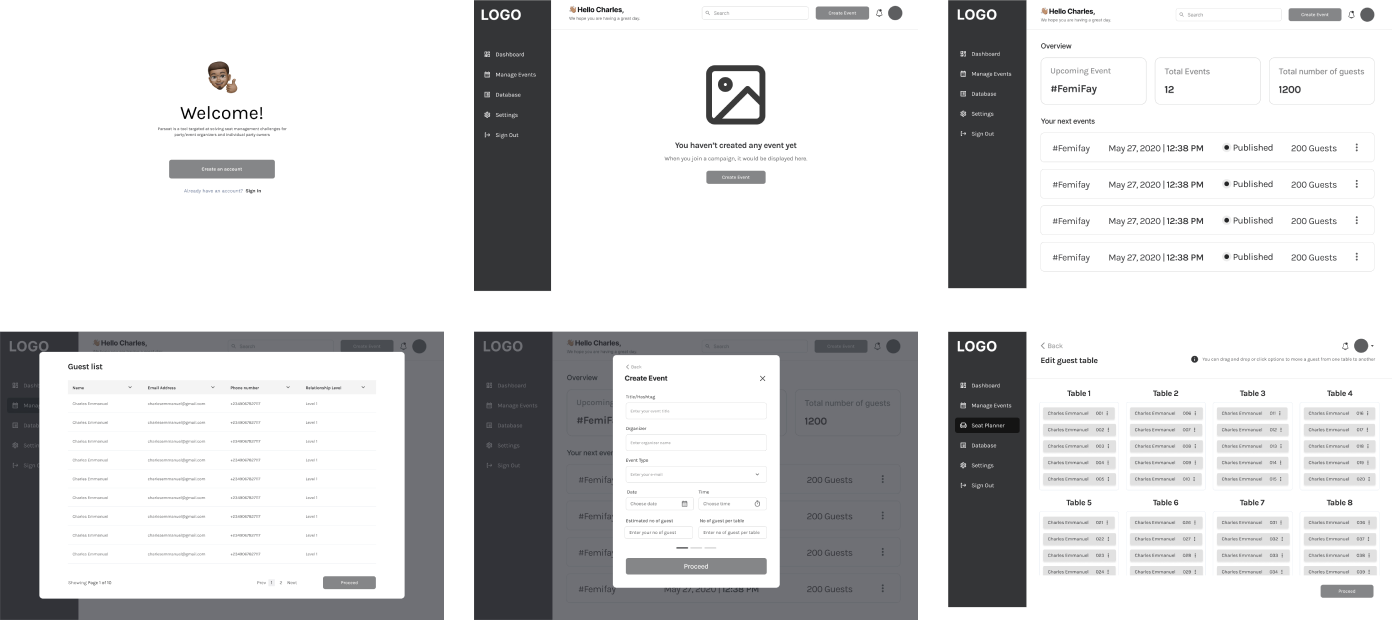 Welcome!
Parseat is a tool targeted at solving seat management challenges for
party/event organizers and individual party owners
Create an account
Already have an account? Sign In
LOGO
Dashboard
Manage Events
Database
Settings
Sign Out
Hello Charles,
We hope you are having a great day.
Search
Create Event
You haven't created any event yet
When you join a campaign, it would be displayed here.
Create Event
LOGO
Dashboard
Manage Events
Database
Settings
Sign Out
Hello Charles,
We hope you are having a great day.
Search
Create Event
Overview
Upcoming Event
#FemiFay
Total Events
12
Total number of guests
1200
Your next events
#Femifay May 27, 2020 | 12:38 PM Published 200 Guests
#Femifay May 27, 2020 | 12:38 PM Published 200 Guests
#Femifay May 27, 2020 | 12:38 PM Published 200 Guests
#Femifay May 27, 2020 | 12:38 PM Published 200 Guests
LOGO
Hello Charles,
Search
Create Event
Guest list
Name Email Address Phone number Relationship Level
Charles Emmanuel charlesemmanuel@gmail.com +234906782717 Level 1
Charles Emmanuel charlesemmanuel@gmail.com +234906782717 Level 1
Charles Emmanuel charlesemmanuel@gmail.com +234906782717 Level 1
Charles Emmanuel charlesemmanuel@gmail.com +234906782717 Level 1
Charles Emmanuel charlesemmanuel@gmail.com +234906782717 Level 1
Charles Emmanuel charlesemmanuel@gmail.com +234906782717 Level 1
Charles Emmanuel charlesemmanuel@gmail.com +234906782717 Level 1
Charles Emmanuel charlesemmanuel@gmail.com +234906782717 Level 1
Charles Emmanuel charlesemmanuel@gmail.com +234906782717 Level 1
Showing Page 1 of 10
Prev 1 2 Next
Proceed
LOGO
Dashboard
Manage Events
Database
Settings
Sign Out
Hello Charles,
We hope you are having a great day.
Search
Create Event
Overview
Total number of guests
1200
200 Guests
200 Guests
200 Guests
#Femifay May 27, 2020 | 12:38 PM Published 200 Guests
Back
Create Event
Title/Hashtag
Enter your event title
Organizer
Enter organizer name
Event Type
Enter your e-mail
Date Time
Choose date Choose time
Estimated no of guest No of guest per table
Enter your no of guest Enter no of guest per table
Proceed
LOGO
Dashboard
Manage Events
Seat Planner
Database
Settings
Sign Out
Back
Edit guest table
You can drag and drop or click options to move a guest from one table to another
Table 1 Table 2 Table 3 Table 4
Charles Emmanuel 001 Charles Emmanuel 006 Charles Emmanuel 011 Charles Emmanuel 016
Charles Emmanuel 002 Charles Emmanuel 007 Charles Emmanuel 012 Charles Emmanuel 017
Charles Emmanuel 003 Charles Emmanuel 008 Charles Emmanuel 013 Charles Emmanuel 018
Charles Emmanuel 004 Charles Emmanuel 009 Charles Emmanuel 014 Charles Emmanuel 019
Charles Emmanuel 005 Charles Emmanuel 010 Charles Emmanuel 015 Charles Emmanuel 020
Table 5 Table 6 Table 7 Table 8
Charles Emmanuel 021 Charles Emmanuel 026 Charles Emmanuel 031 Charles Emmanuel 036
Charles Emmanuel 022 Charles Emmanuel 027 Charles Emmanuel 032 Charles Emmanuel 037
Charles Emmanuel 023 Charles Emmanuel 028 Charles Emmanuel 033 Charles Emmanuel 038
Charles Emmanuel 024 Charles Emmanuel 029 Charles Emmanuel 034 Charles Emmanuel 039
Proceed